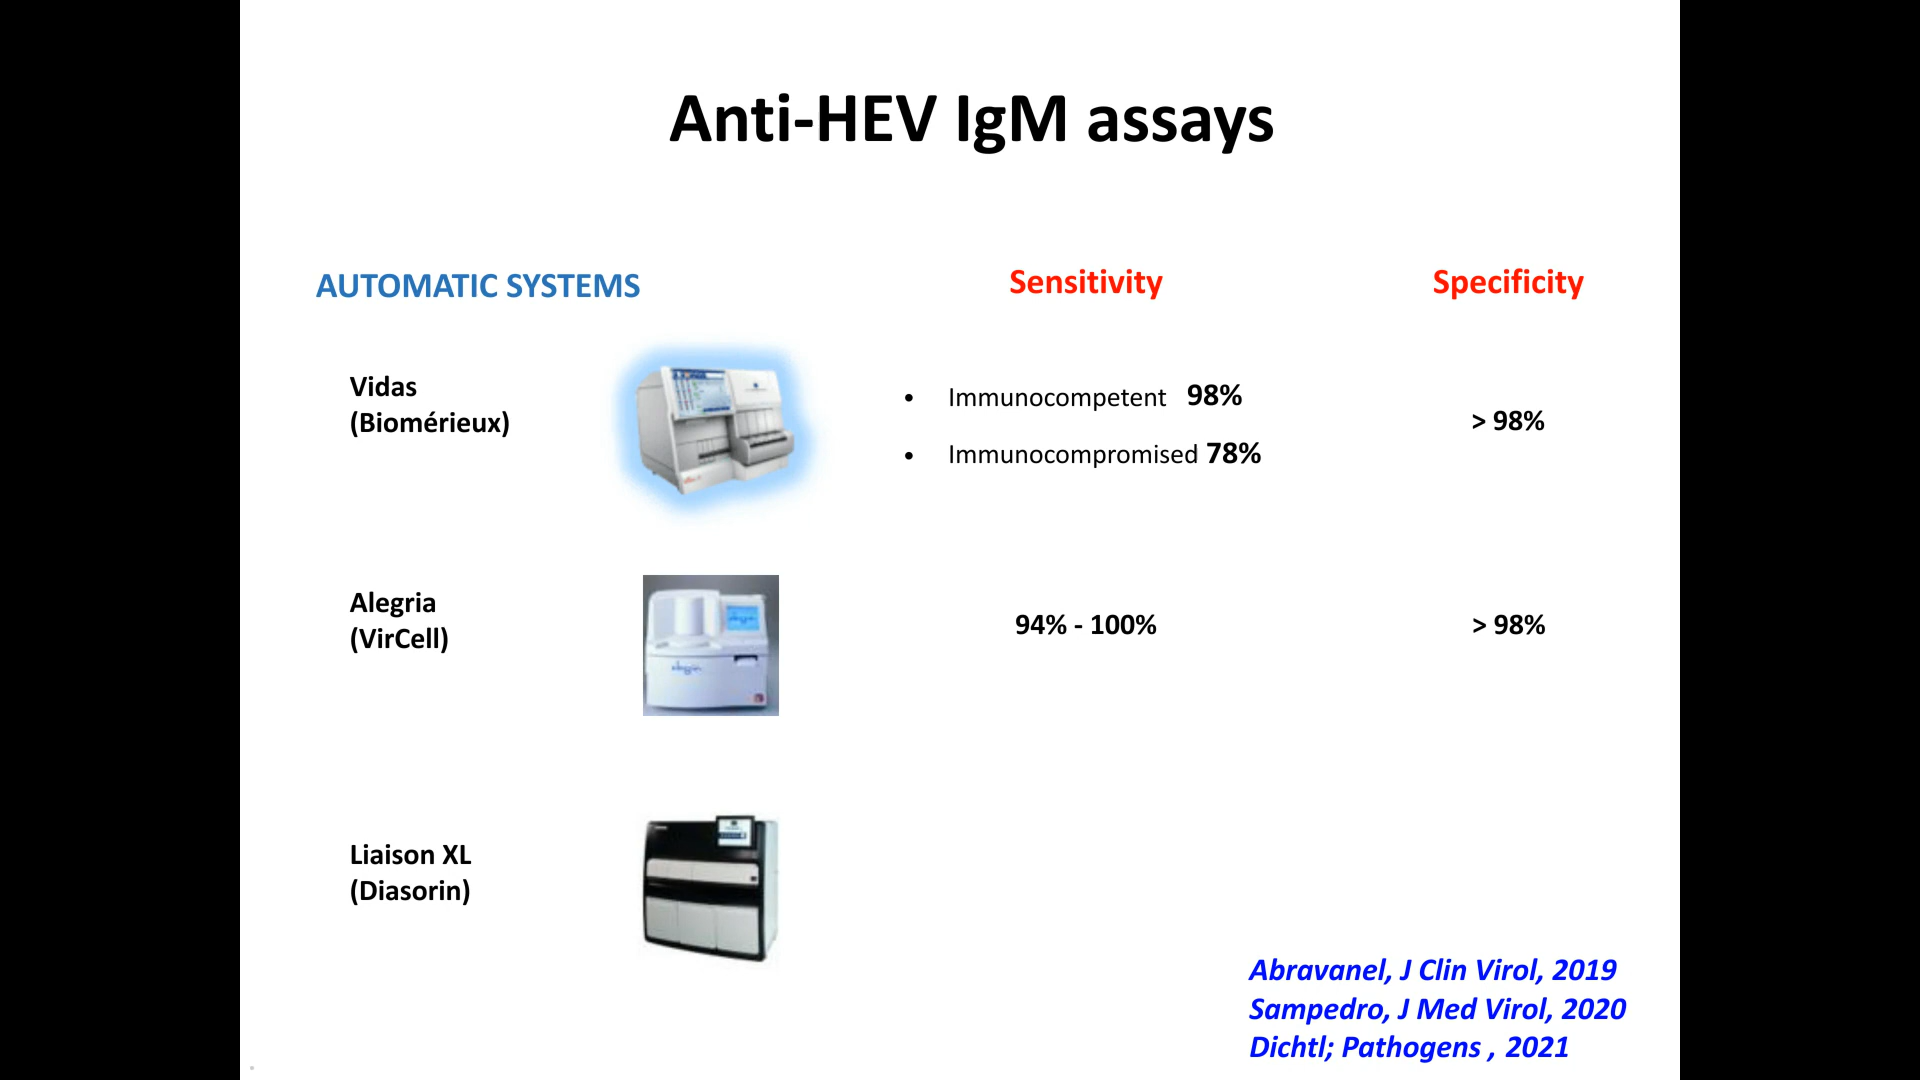 Anti-HEV IgM assays
AUTOMATIC SYSTEMS
Sensitivity
Specificity
Vidas
(Biomérieux)
• Immunocompetent 98%
• Immunocompromised 78%
> 98%
Alegria
(VirCell)
94% - 100%
> 98%
Liaison XL
(Diasorin)
Abravanel, J Clin Virol, 2019
Sampedro, J Med Virol, 2020
Dichtl; Pathogens , 2021